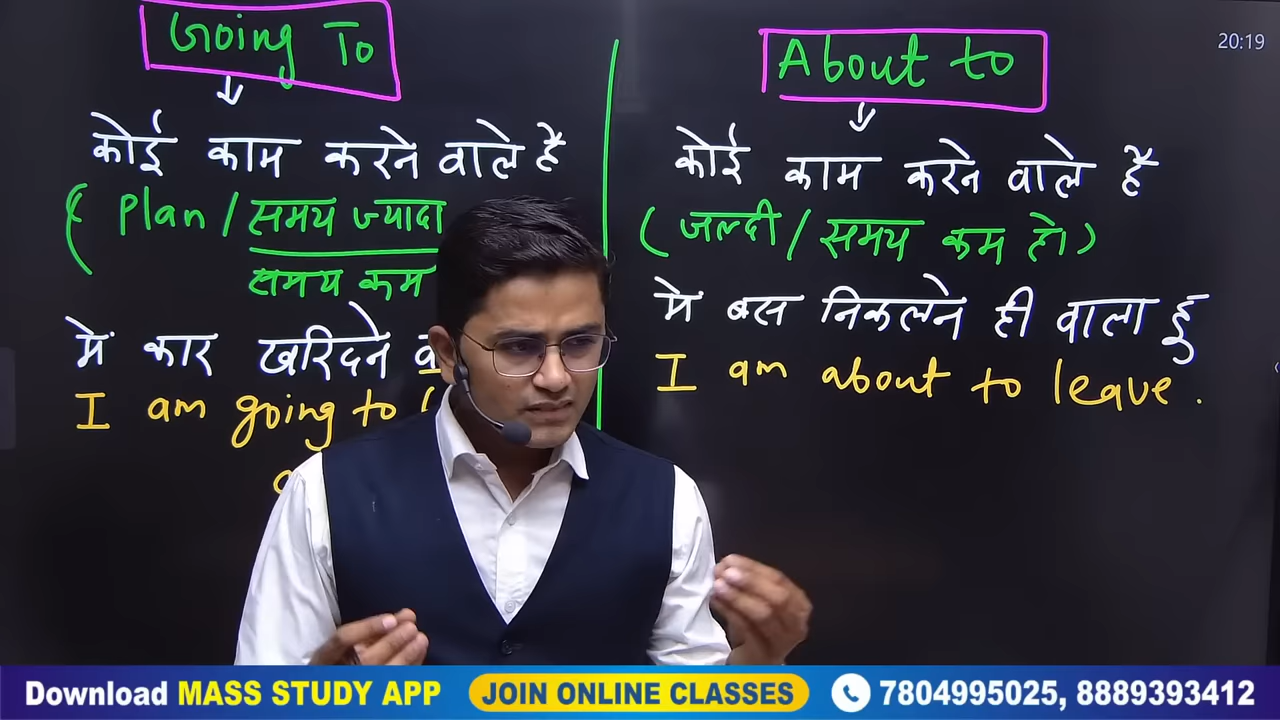 Going To
कोई काम करने वाले है
( Plan / समय ज्यादा
समय कम
में कार खरिदने
I am going to
About to
20:19
कोई काम करने वाले है
( जल्दी / समय कम हो )
में बस निकलने ही वाला हु
I am about to leave .
Download MASS STUDY APP JOIN ONLINE CLASSES 7804995025, 8889393412